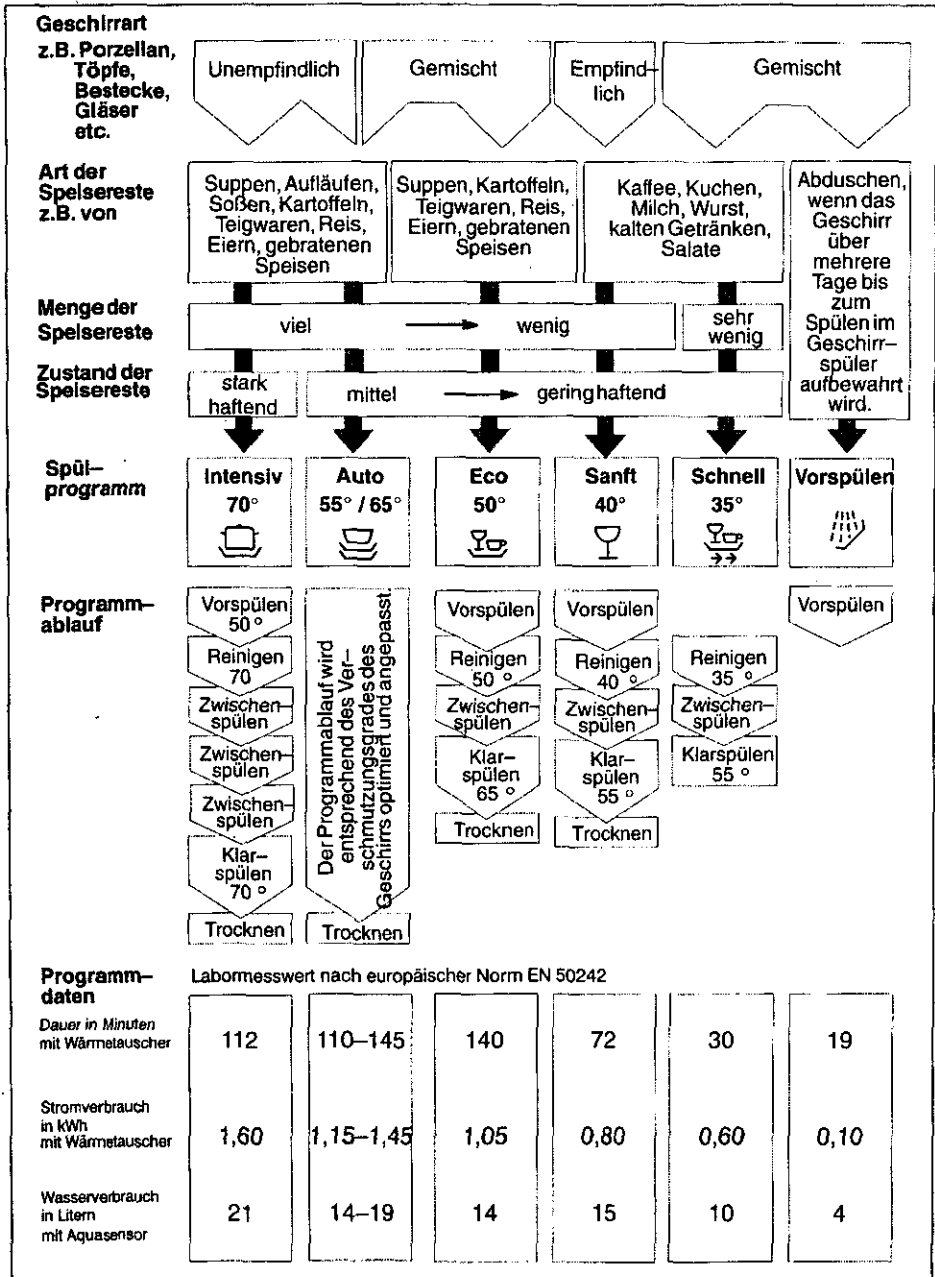 Geschirrart
z.B. Porzellan,
Töpfe,
Bestecke,
Gläser
etc.
Unempfindlich
Gemischt
Empfind–
lich
Gemischt
Art der
Speisereste
z.B. von
Suppen, Aufläufen,
Soßen, Kartoffeln,
Teigwaren, Reis,
Eiern, gebratenen
Speisen
Suppen, Kartoffeln,
Teigwaren, Reis,
Eiern, gebratenen
Speisen
Kaffee, Kuchen,
Milch, Wurst,
kalten Getränken,
Salate
Abduschen,
wenn das
Geschirr
über
mehrere
Tage bis
zum
Spülen im
Geschirr–
spüler
aufbewahrt
wird.
Menge der
Speisereste
viel → wenig
sehr
wenig
Zustand der
Speisereste
stark
haftend
mittel → gering haftend
Spül–
programm
Intensiv
70°
Auto
55° / 65°
Eco
50°
Sanft
40°
Schnell
35°
Vorspülen
Programm–
ablauf
Vorspülen
50°
Reinigen
70
Zwischen–
spülen
Zwischen–
spülen
Zwischen–
spülen
Klar–
spülen
70°
Trocknen
Der Programmablauf wird
entsprechend des Ver–
schmutzungsgrades des
Geschirrs optimiert und angepasst.
Trocknen
Vorspülen
Reinigen
50°
Zwischen–
spülen
Klar–
spülen
65°
Trocknen
Vorspülen
Reinigen
40°
Zwischen–
spülen
Klar–
spülen
55°
Trocknen
Reinigen
35°
Zwischen–
spülen
Klarspülen
55°
Vorspülen
Programm–
daten
Labormesswert nach europäischer Norm EN 50242
Dauer in Minuten
mit Wärmetauscher
112 110–145 140 72 30 19
Stromverbrauch
in kWh
mit Wärmetauscher
1,60 1,15–1,45 1,05 0,80 0,60 0,10
Wasserverbrauch
in Litern
mit Aquasensor
21 14–19 14 15 10 4